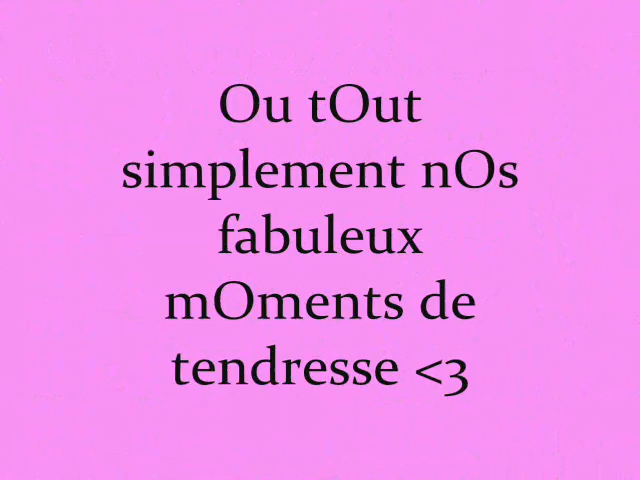 Ou tOut
simplement nOs
fabuleux
mOments de
tendresse <3